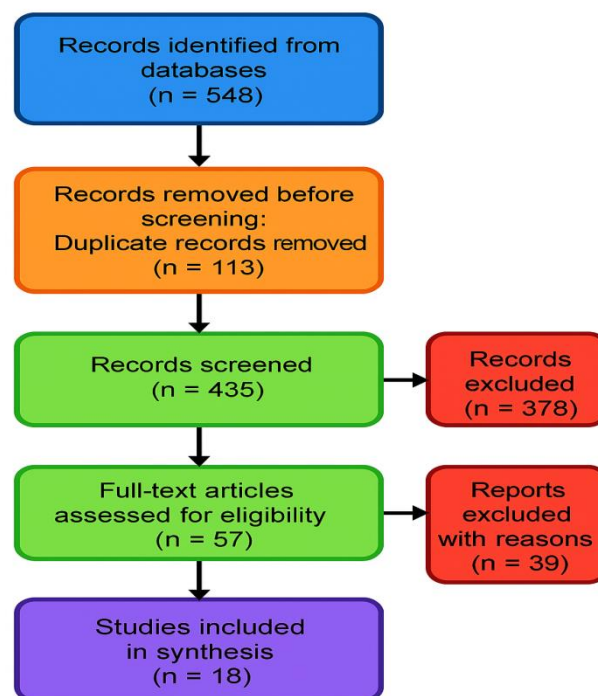 Records identified from
databases
(n = 548)
Records removed before
screening:
Duplicate records removed
(n = 113)
Records screened
(n = 435)
Records
excluded
(n = 378)
Full-text articles
assessed for eligibility
(n = 57)
Reports
excluded
with reasons
(n = 39)
Studies included
in synthesis
(n = 18)